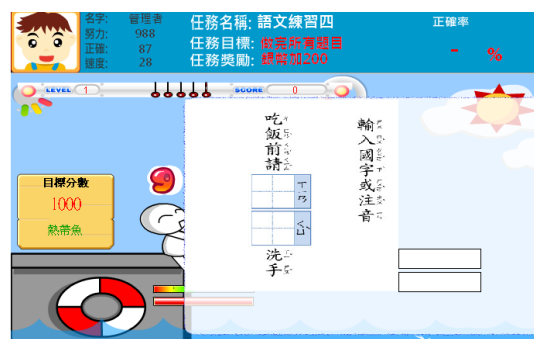 名字: 管理者
努力: 988
正確: 87
速度: 28
任務名稱: 語文練習四
任務目標: 做完所有題目
任務獎勵: 戰幣加200
正確率
- %
LEVEL 1
SCORE 0
輸入國字或注音
吃飯前請
洗手
目標分數
1000
熱帶魚
9